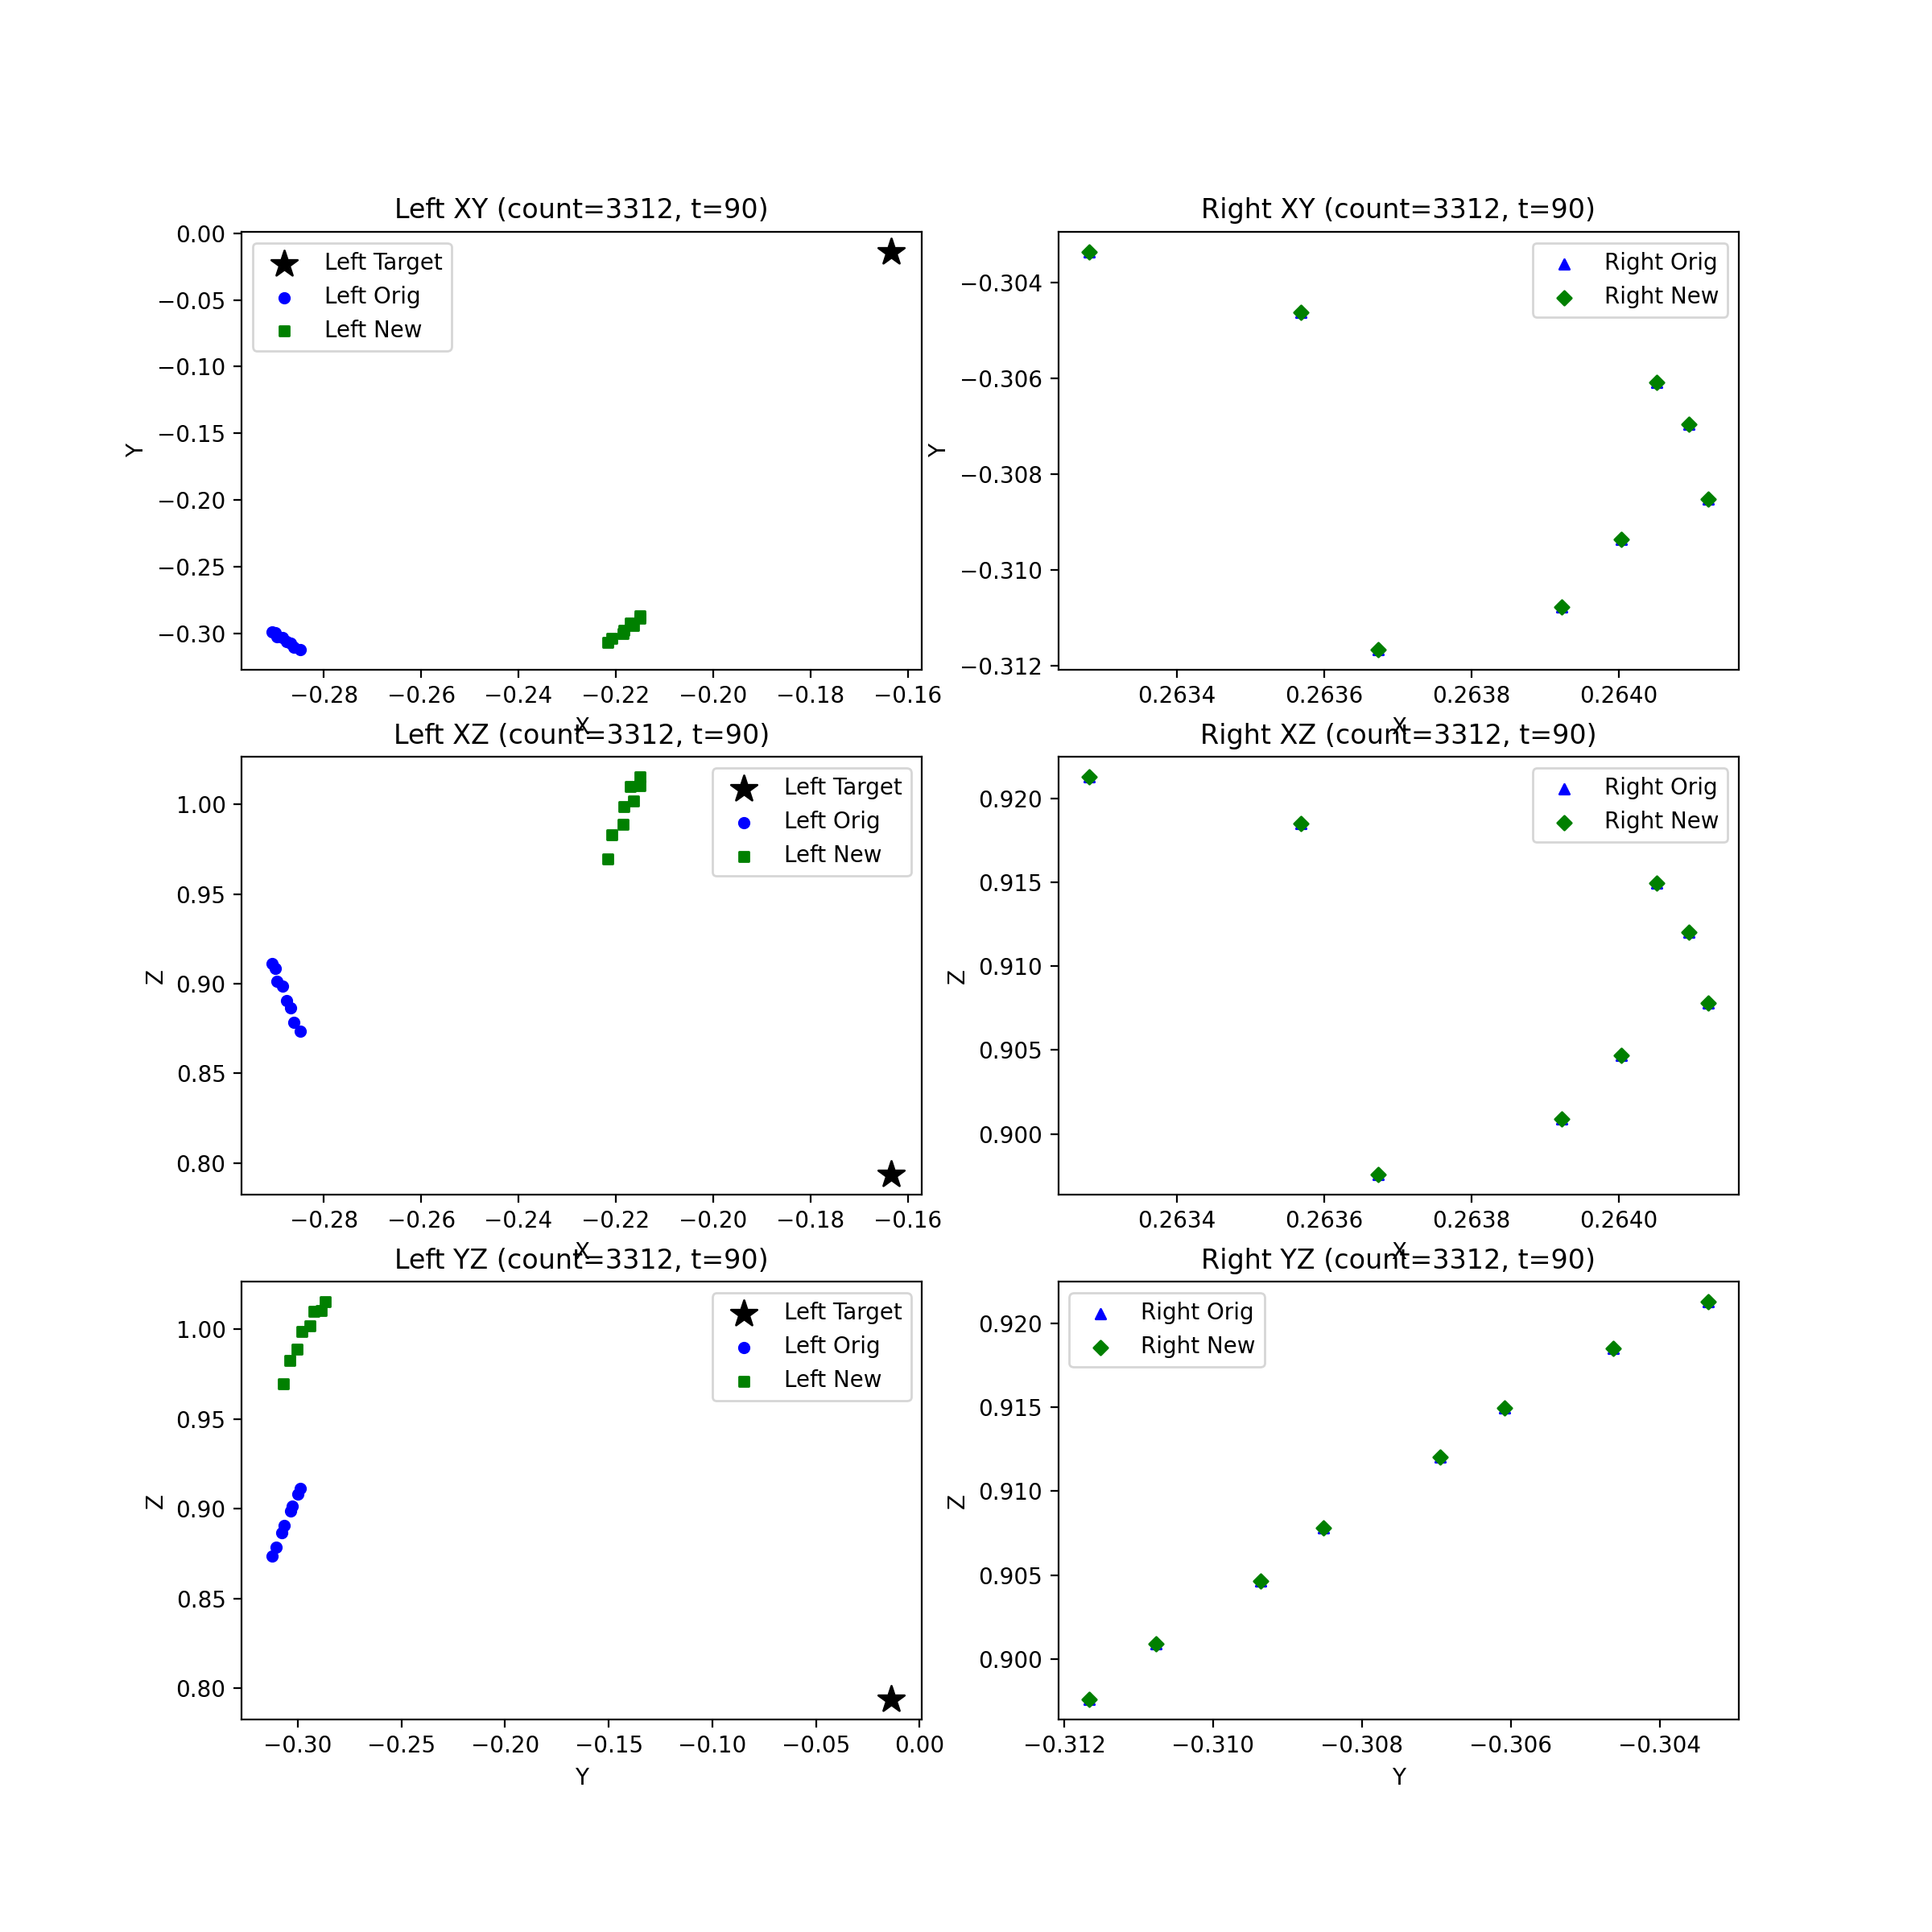 Left XY (count=3312, t=90)
Left Target
Left Orig
Left New
0.00
−0.05
−0.10
−0.15
−0.20
−0.25
−0.30
Y
−0.28 −0.26 −0.24 −0.22 −0.20 −0.18 −0.16
X
Right XY (count=3312, t=90)
Right Orig
Right New
−0.304
−0.306
−0.308
−0.310
−0.312
Y
0.2634 0.2636 0.2638 0.2640
X
Left XZ (count=3312, t=90)
Left Target
Left Orig
Left New
1.00
0.95
0.90
0.85
0.80
Z
−0.28 −0.26 −0.24 −0.22 −0.20 −0.18 −0.16
X
Right XZ (count=3312, t=90)
Right Orig
Right New
0.920
0.915
0.910
0.905
0.900
Z
0.2634 0.2636 0.2638 0.2640
X
Left YZ (count=3312, t=90)
Left Target
Left Orig
Left New
1.00
0.95
0.90
0.85
0.80
Z
−0.30 −0.25 −0.20 −0.15 −0.10 −0.05 0.00
Y
Right YZ (count=3312, t=90)
Right Orig
Right New
0.920
0.915
0.910
0.905
0.900
Z
−0.312 −0.310 −0.308 −0.306 −0.304
Y